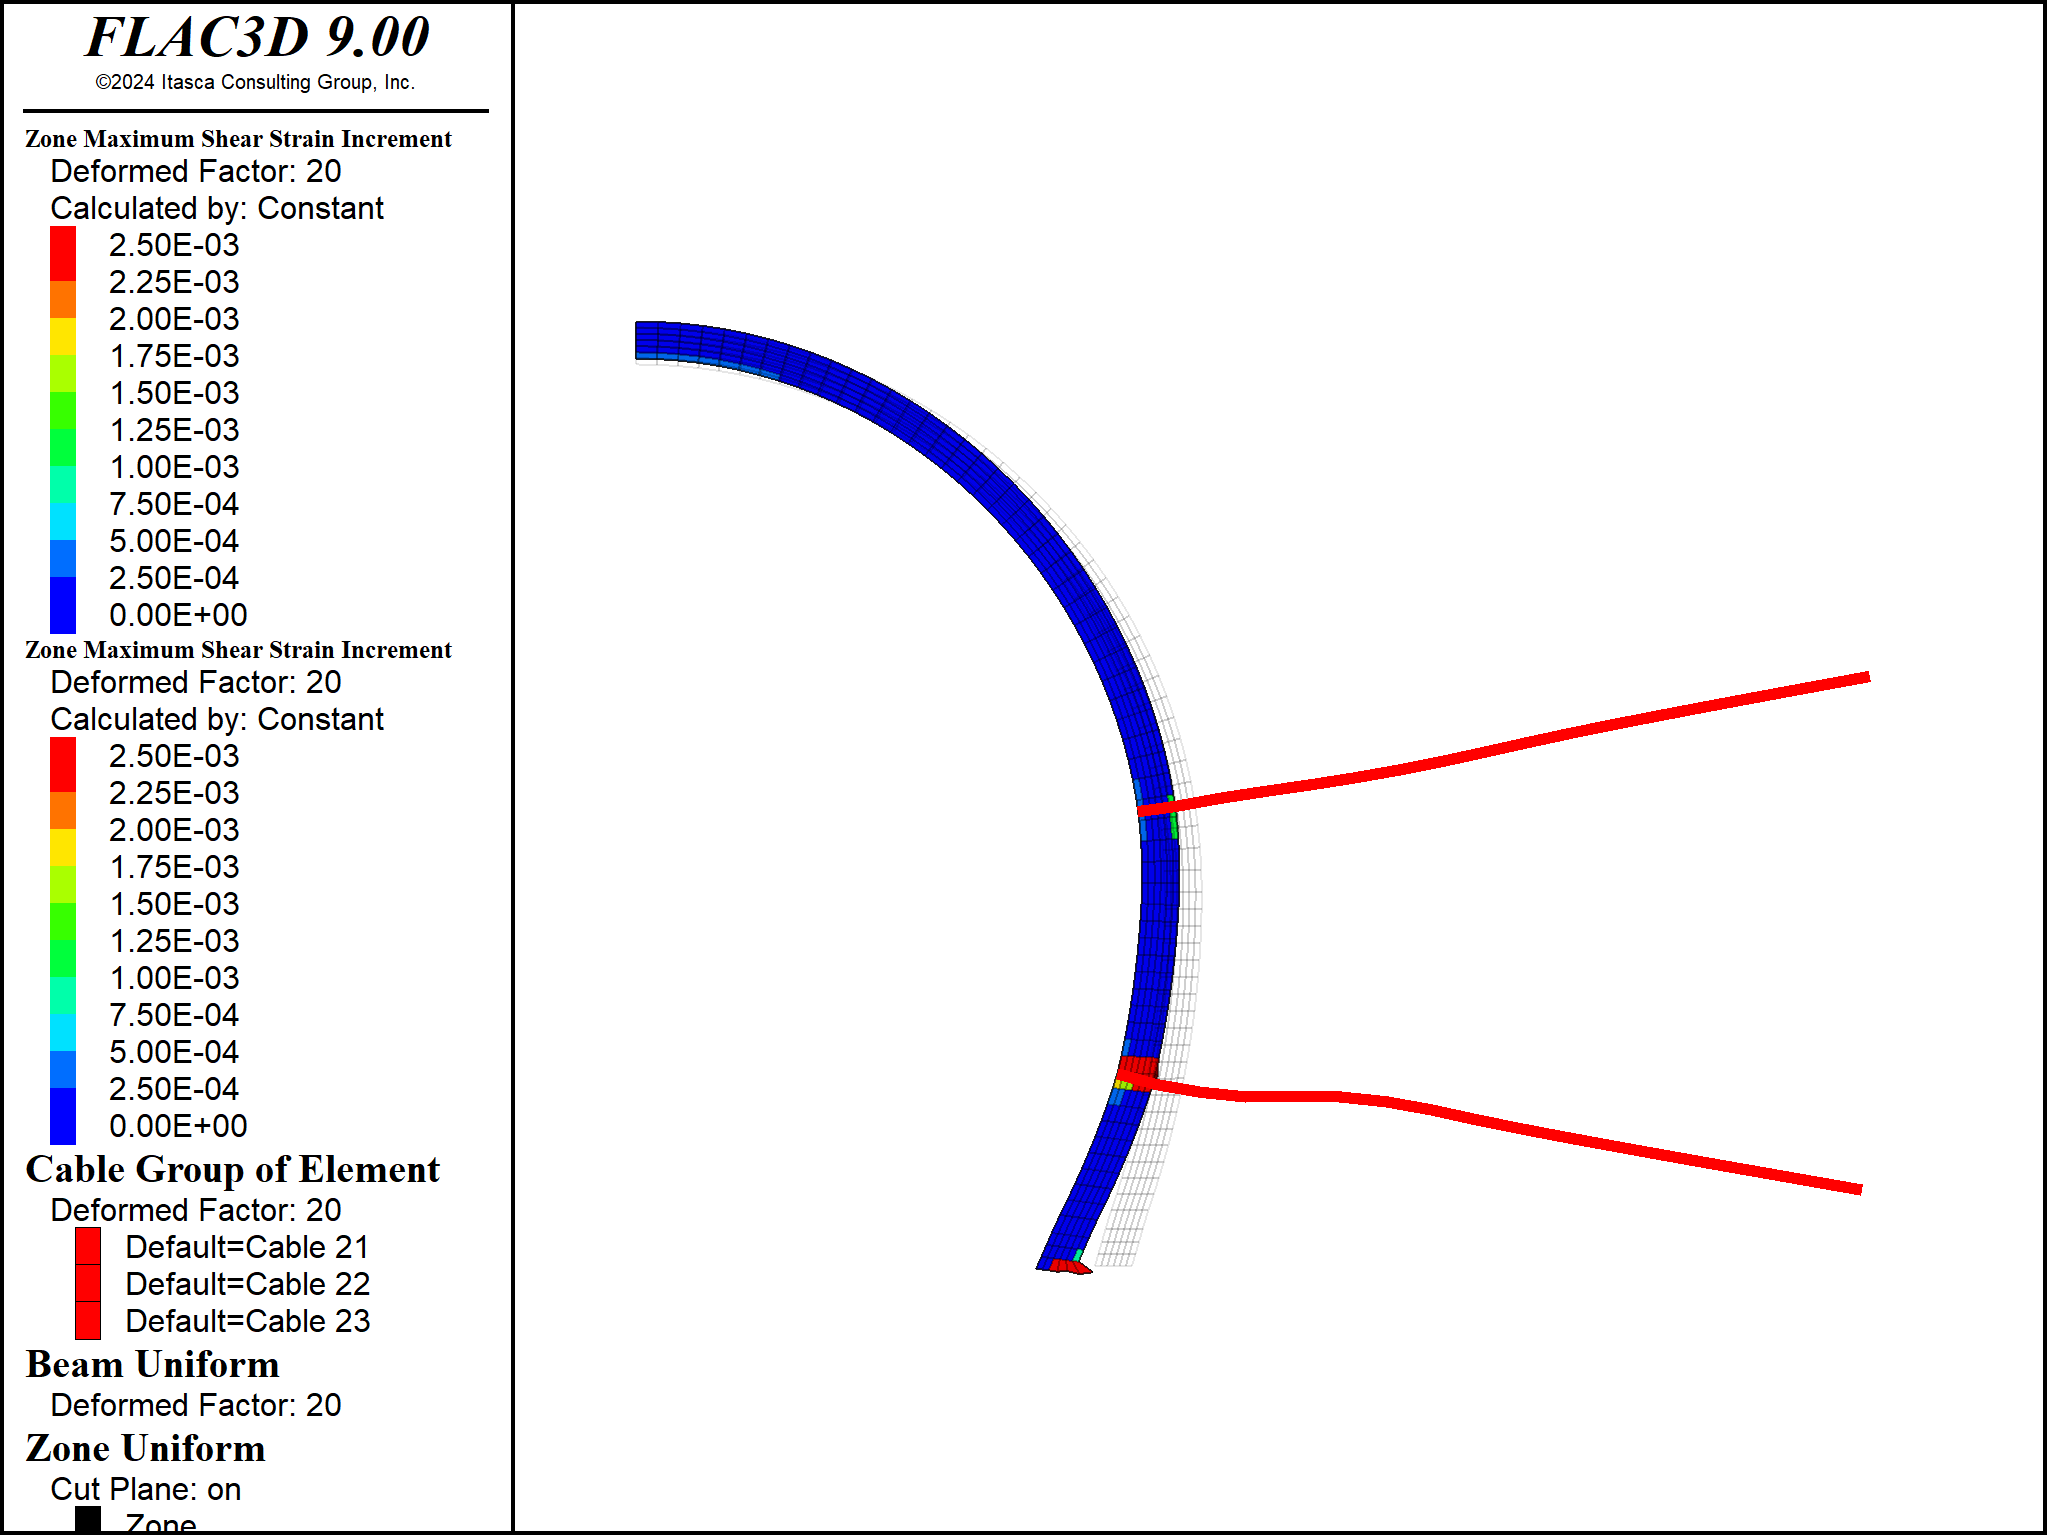 FLAC3D 9.00
©2024 Itasca Consulting Group, Inc.
Zone Maximum Shear Strain Increment
Deformed Factor: 20
Calculated by: Constant
2.50E-03
2.25E-03
2.00E-03
1.75E-03
1.50E-03
1.25E-03
1.00E-03
7.50E-04
5.00E-04
2.50E-04
0.00E+00
Zone Maximum Shear Strain Increment
Deformed Factor: 20
Calculated by: Constant
2.50E-03
2.25E-03
2.00E-03
1.75E-03
1.50E-03
1.25E-03
1.00E-03
7.50E-04
5.00E-04
2.50E-04
0.00E+00
Cable Group of Element
Deformed Factor: 20
Default=Cable 21
Default=Cable 22
Default=Cable 23
Beam Uniform
Deformed Factor: 20
Zone Uniform
Cut Plane: on
Zone